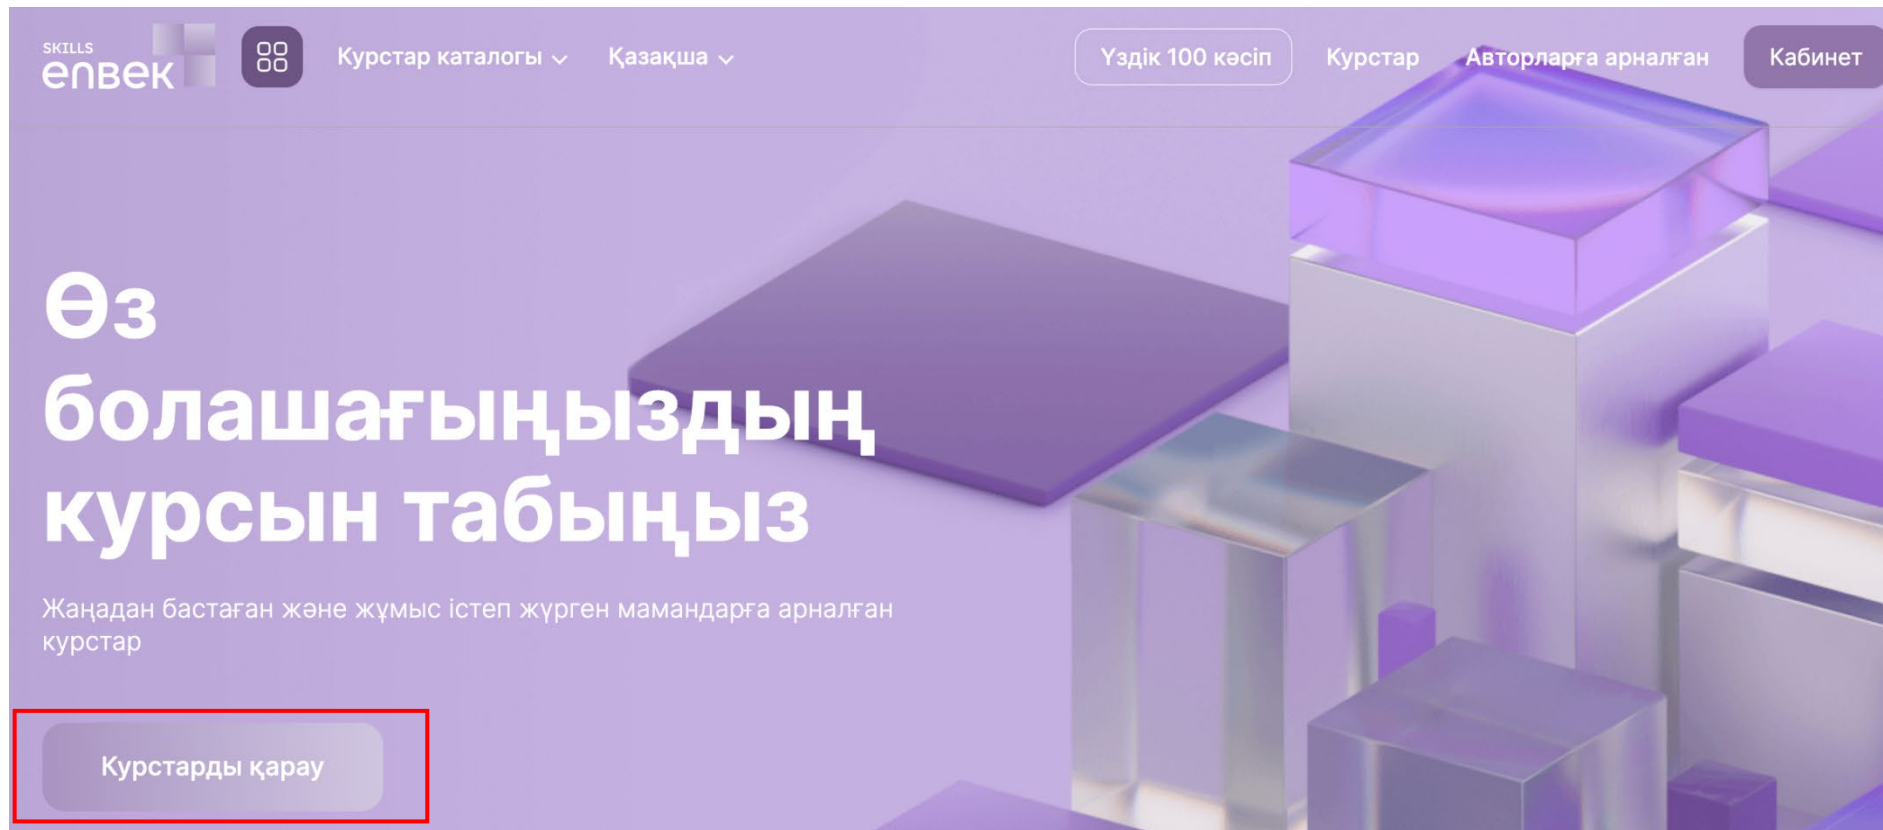 SKILLS
enbek
Курстар каталогы
Қазақша
Үздік 100 кәсіп
Курстар
Авторларға арналған
Кабинет
Өз
болашағыңыздың
курсын табыңыз
Жаңадан бастаған және жұмыс істеп жүрген мамандарға арналған
курстар
Курстарды қарау